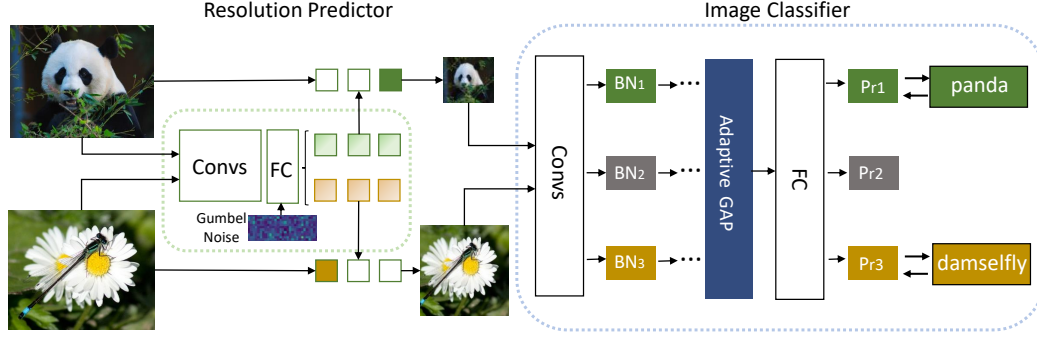 Resolution Predictor
Image Classifier
Convs
FC
Gumbel
Noise
Convs
BN1
BN2
BN3
...
...
...
Adaptive GAP
FC
Pr1
Pr2
Pr3
panda
damselfly